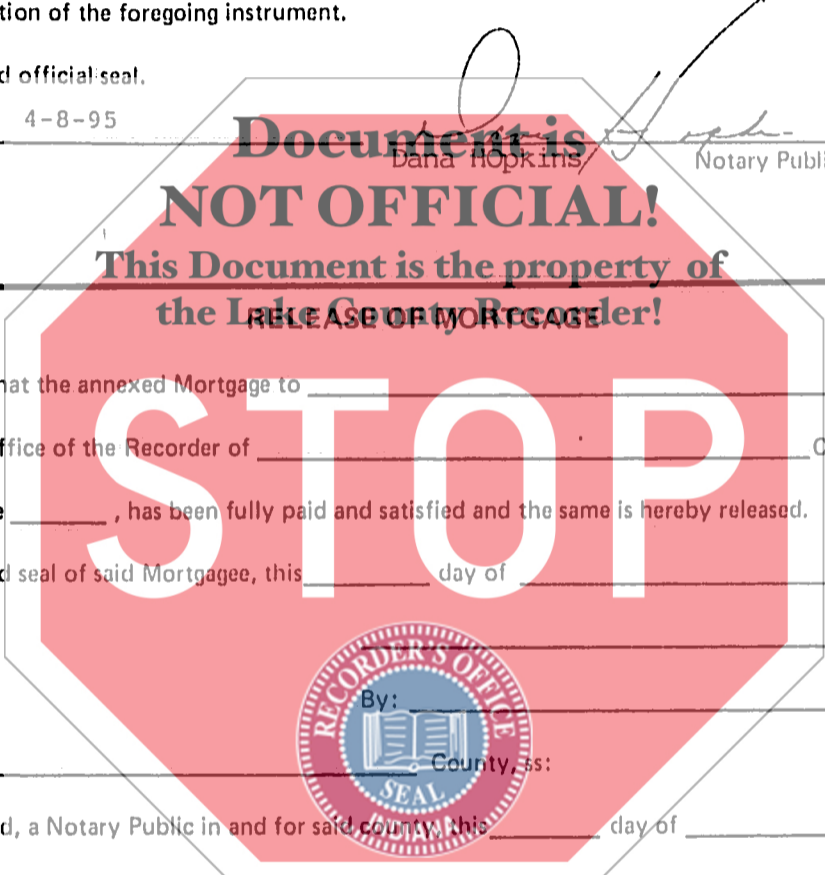 tion of the foregoing instrument.
d official seal.
4-8-95
Document is
Dana Hopkins
Notary Publi
NOT OFFICIAL!
This Document is the property of
the Lake County Recorder!
RELEASE OF MORTGAGE
hat the annexed Mortgage to
ffice of the Recorder of C
e , has been fully paid and satisfied and the same is hereby released.
STOP
d seal of said Mortgagee, this day of
RECORDER'S OFFICE
By:
County, ss:
SEAL
INDIANA
d, a Notary Public in and for said county, this day of